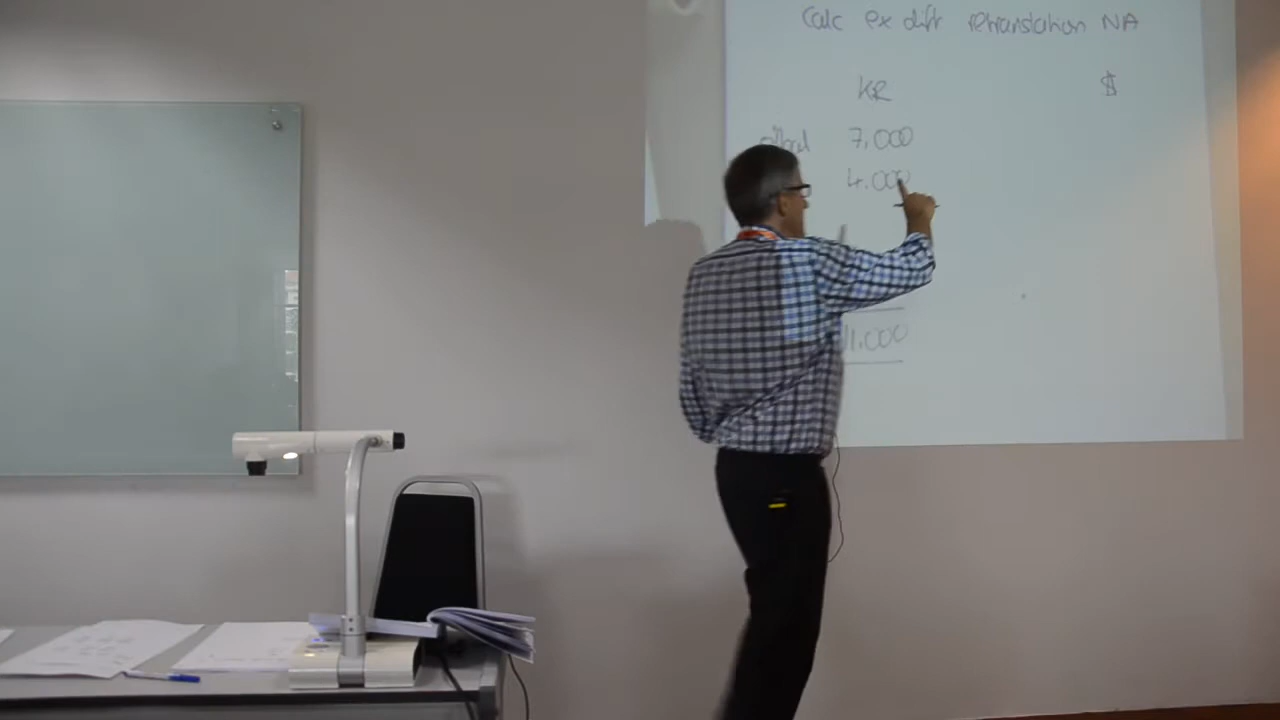 Calc ex diff retranslation NA
KR $
7,000
4.000
11.000